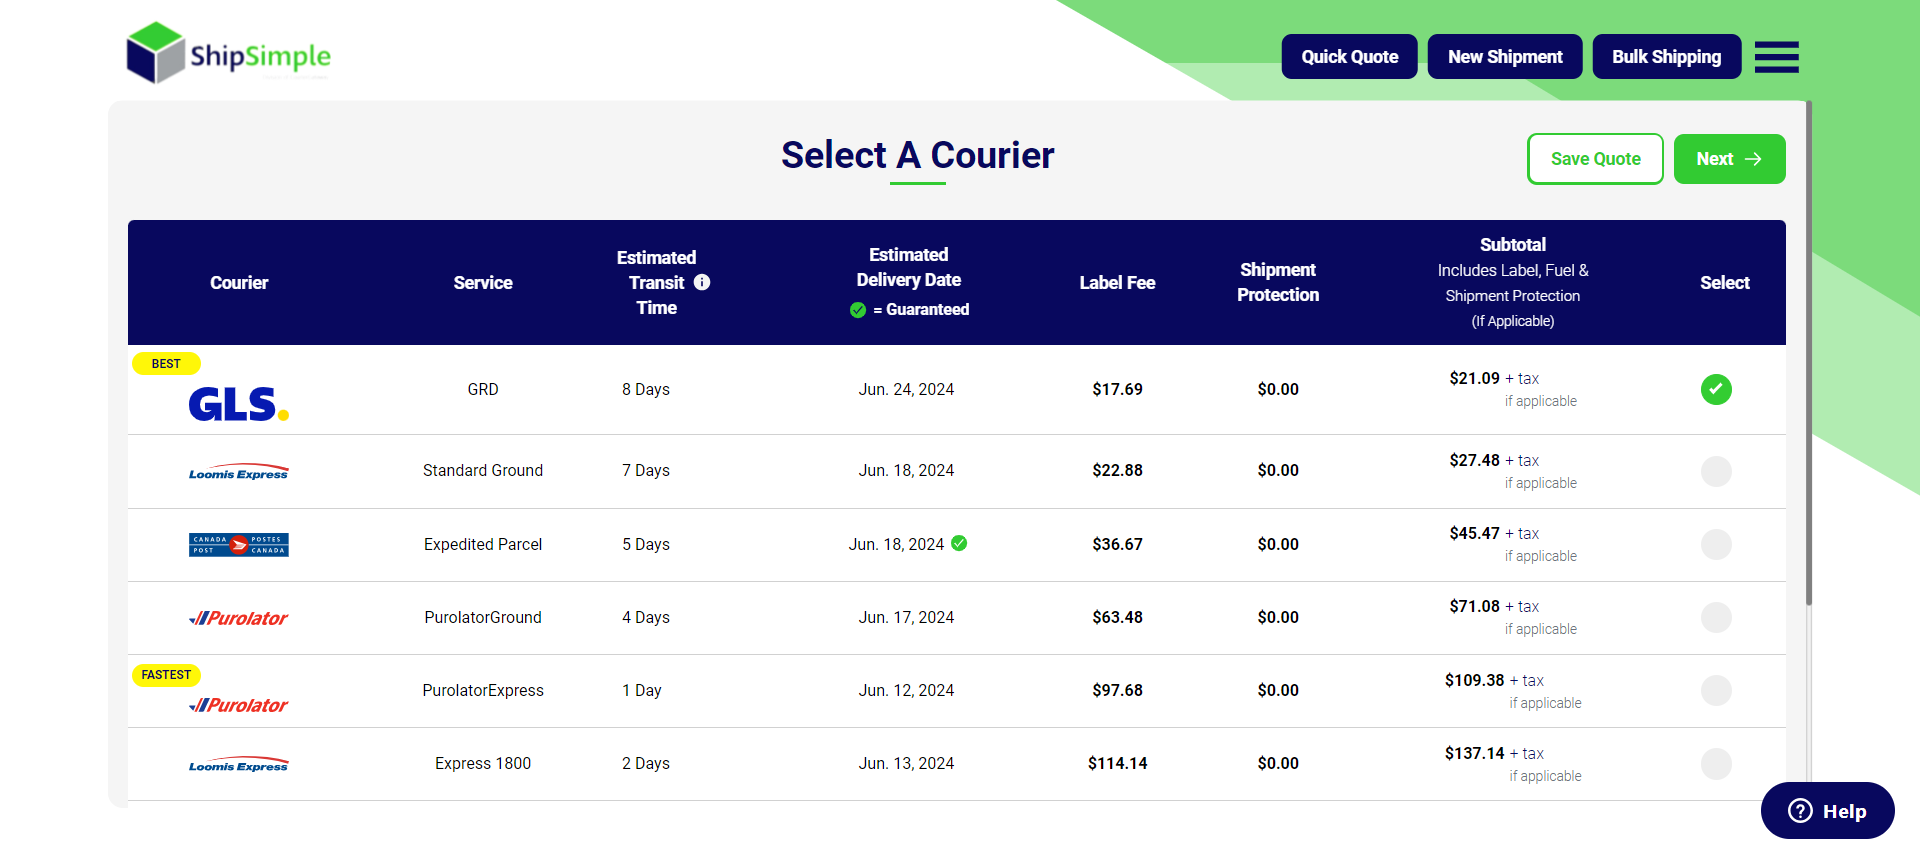 ShipSimple
Quick Quote
New Shipment
Bulk Shipping
Select A Courier
Save Quote
Next
Courier
Service
Estimated
Transit
Time
Estimated
Delivery Date
= Guaranteed
Label Fee
Shipment
Protection
Subtotal
Includes Label, Fuel &
Shipment Protection
(If Applicable)
Select
BEST
GLS.
GRD
8 Days
Jun. 24, 2024
$17.69
$0.00
$21.09 + tax
if applicable
Loomis Express
Standard Ground
7 Days
Jun. 18, 2024
$22.88
$0.00
$27.48 + tax
if applicable
CANADA POSTES
POST CANADA
Expedited Parcel
5 Days
Jun. 18, 2024
$36.67
$0.00
$45.47 + tax
if applicable
Purolator
PurolatorGround
4 Days
Jun. 17, 2024
$63.48
$0.00
$71.08 + tax
if applicable
FASTEST
Purolator
PurolatorExpress
1 Day
Jun. 12, 2024
$97.68
$0.00
$109.38 + tax
if applicable
Loomis Express
Express 1800
2 Days
Jun. 13, 2024
$114.14
$0.00
$137.14 + tax
if applicable
Help